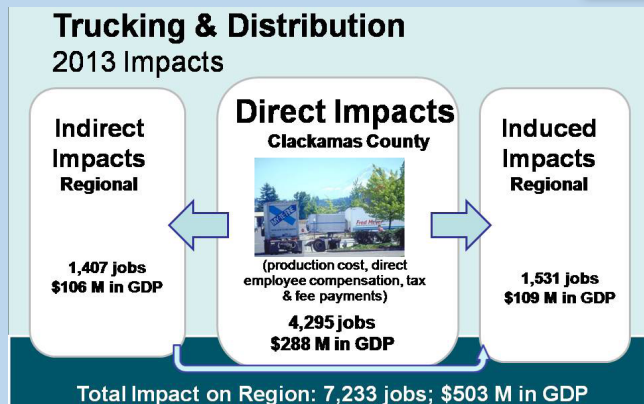 Trucking & Distribution
2013 Impacts
Indirect
Impacts
Regional
1,407 jobs
$106 M in GDP
Direct Impacts
Clackamas County
(production cost, direct
employee compensation, tax
& fee payments)
4,295 jobs
$288 M in GDP
Induced
Impacts
Regional
1,531 jobs
$109 M in GDP
Total Impact on Region: 7,233 jobs; $503 M in GDP